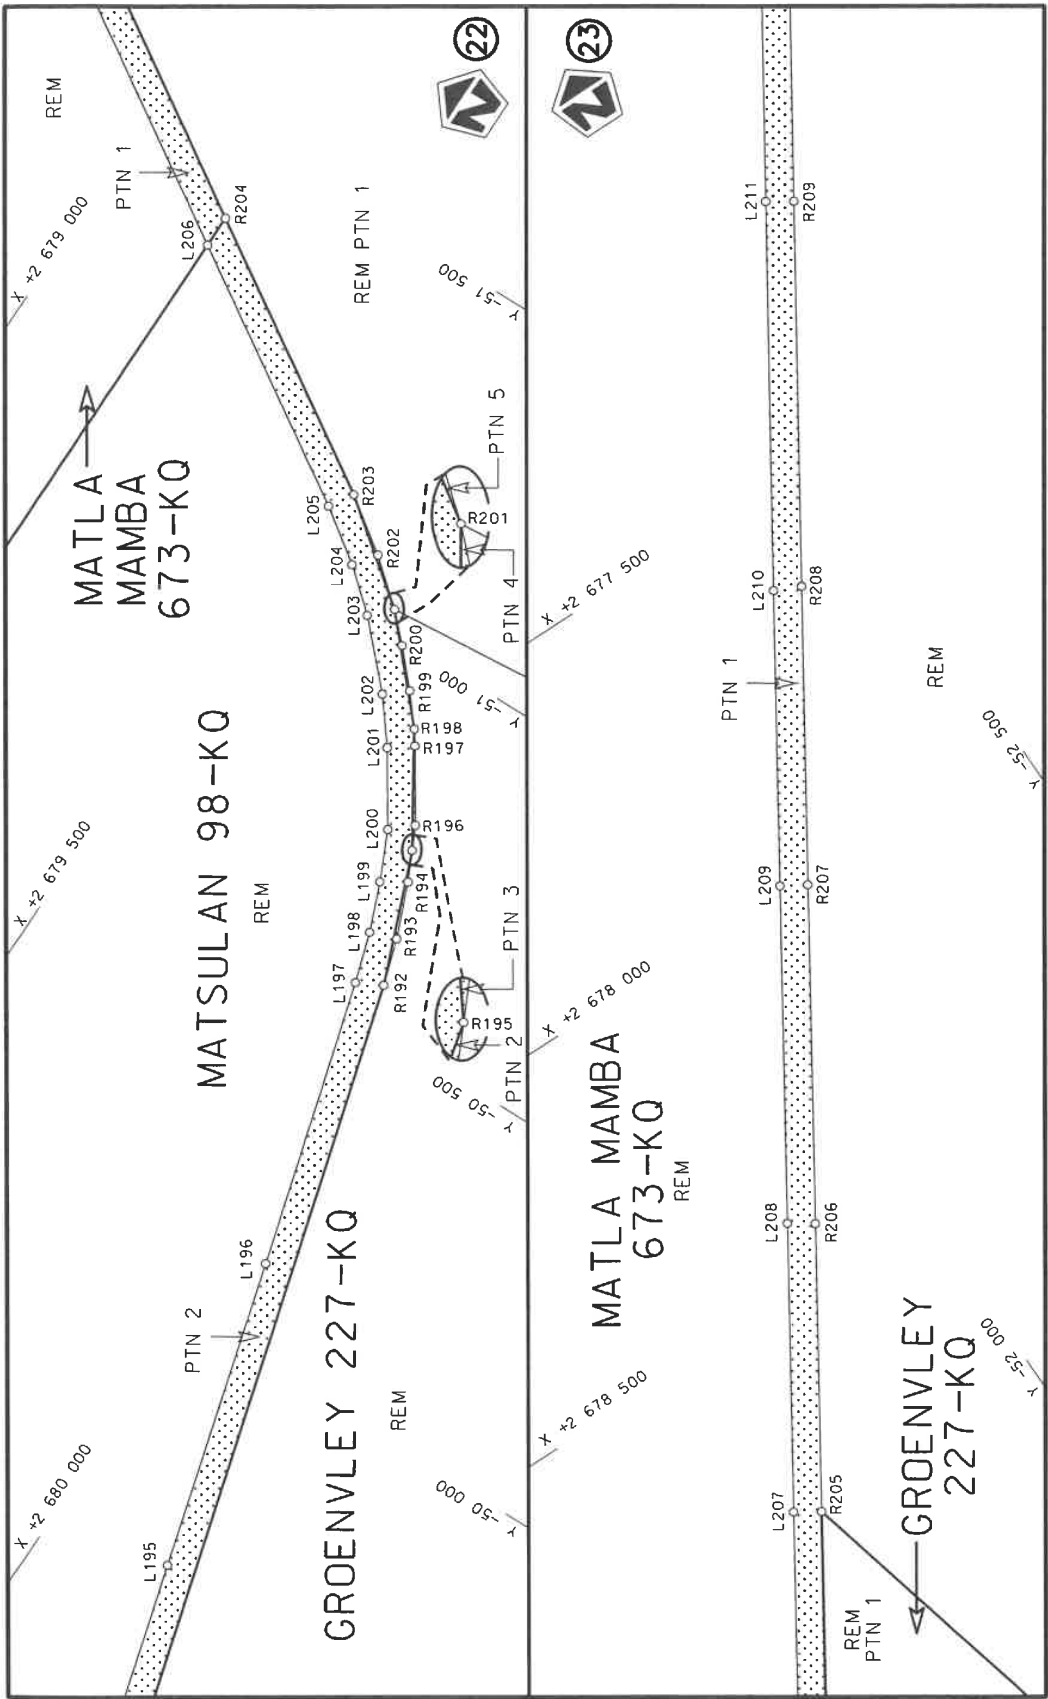 22
X +2 680 000
X +2 679 500
X +2 679 000
REM
PTN 1
MATLA
MAMBA
673-KQ
MATSULAN 98-KQ
REM
PTN 2
GROENVLEY 227-KQ
REM
REM PTN 1
L195
L196
L197
L198
L199
L200
L201
L202
L203
L204
L205
L206
R192
R193
R194
R196
R197
R198
R199
R200
R202
R203
R204
R195
PTN 2
PTN 3
R201
PTN 4
PTN 5
Y -50 000
Y -50 500
Y -51 000
Y -51 500
23
X +2 678 500
X +2 678 000
X +2 677 500
MATLA MAMBA
673-KQ
REM
PTN 1
L207
L208
L209
L210
L211
R205
R206
R207
R208
R209
REM
PTN 1
GROENVLEY
227-KQ
REM
Y -52 000
Y -52 500